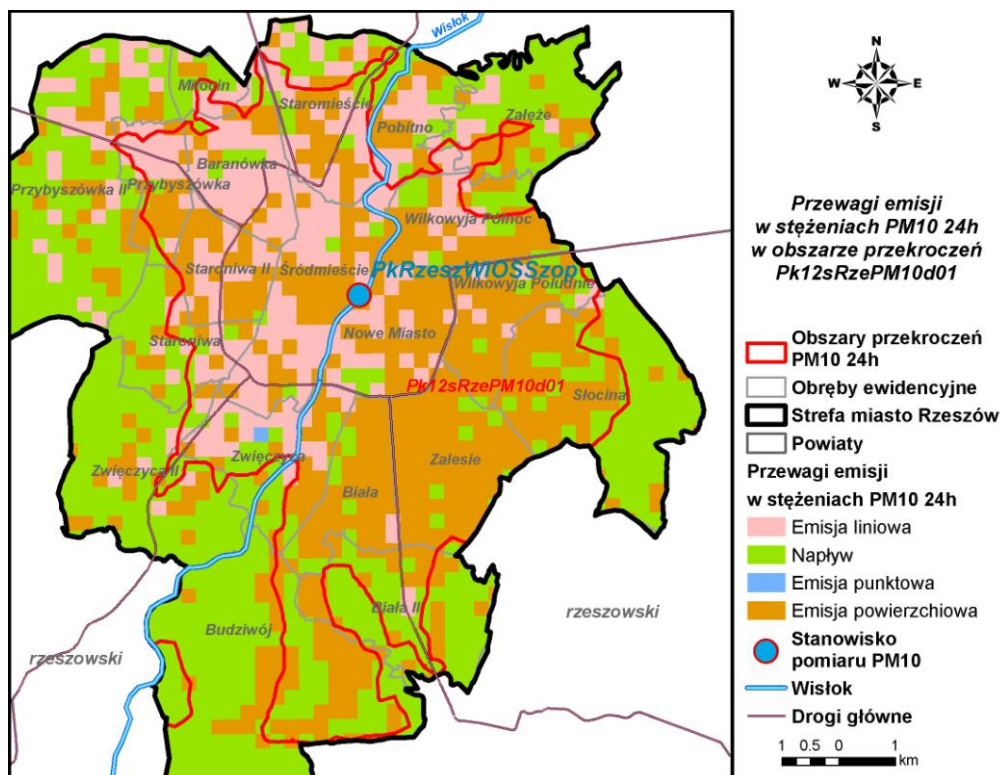 Wisłok
Miłocin
Staromieście
Załęże
Pobitno
Baranówka
Przybyszówka II
Przybyszówka
Wilkowyja Północ
Staroniwa II
Śródmieście
PkRzeszWIOSSzop
Wilkowyja Południe
Staroniwa
Nowe Miasto
Pk12sRzePM10d01
Słocina
Zwięczyca II
Zwięczyca
Zalesie
Biała
Biała II
Budziwój
rzeszowski
rzeszowski
N
W
E
S
Przewagi emisji
w stężeniach PM10 24h
w obszarze przekroczeń
Pk12sRzePM10d01
Obszary przekroczeń
PM10 24h
Obręby ewidencyjne
Strefa miasto Rzeszów
Powiaty
Przewagi emisji
w stężeniach PM10 24h
Emisja liniowa
Napływ
Emisja punktowa
Emisja powierzchiowa
Stanowisko
pomiaru PM10
Wisłok
Drogi główne
1 0.5 0 1
km